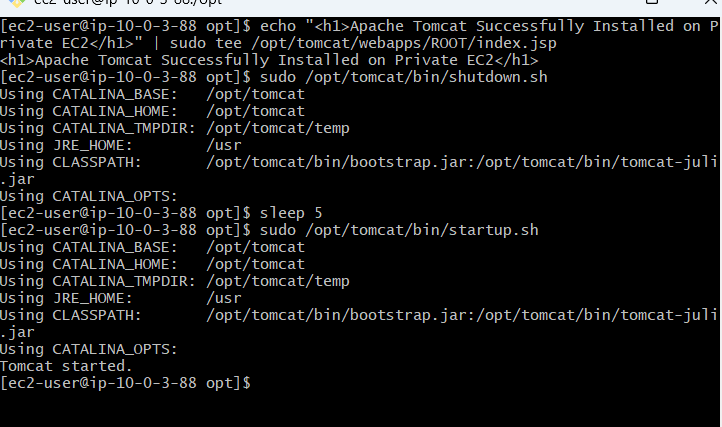 ec2-user@ip-10-0-3-88:/opt
[ec2-user@ip-10-0-3-88 opt]$ echo "<h1>Apache Tomcat Successfully Installed on P
rivate EC2</h1>" | sudo tee /opt/tomcat/webapps/ROOT/index.jsp
<h1>Apache Tomcat Successfully Installed on Private EC2</h1>
[ec2-user@ip-10-0-3-88 opt]$ sudo /opt/tomcat/bin/shutdown.sh
Using CATALINA_BASE:   /opt/tomcat
Using CATALINA_HOME:   /opt/tomcat
Using CATALINA_TMPDIR: /opt/tomcat/temp
Using JRE_HOME:        /usr
Using CLASSPATH:       /opt/tomcat/bin/bootstrap.jar:/opt/tomcat/bin/tomcat-juli
.jar
Using CATALINA_OPTS:
[ec2-user@ip-10-0-3-88 opt]$ sleep 5
[ec2-user@ip-10-0-3-88 opt]$ sudo /opt/tomcat/bin/startup.sh
Using CATALINA_BASE:   /opt/tomcat
Using CATALINA_HOME:   /opt/tomcat
Using CATALINA_TMPDIR: /opt/tomcat/temp
Using JRE_HOME:        /usr
Using CLASSPATH:       /opt/tomcat/bin/bootstrap.jar:/opt/tomcat/bin/tomcat-juli
.jar
Using CATALINA_OPTS:
Tomcat started.
[ec2-user@ip-10-0-3-88 opt]$